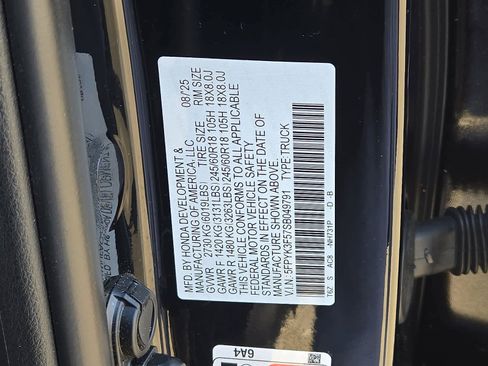 MFD. BY HONDA DEVELOPMENT &
MANUFACTURING OF AMERICA, LLC 08/25
GVWR 2730 KG(6019LBS) TIRE SIZE RIM SIZE
GAWR F 1420 KG(3131LBS)245/60R18 105H 18X8.0J
GAWR R 1480 KG(3263LBS)245/60R18 105H 18X8.0J
THIS VEHICLE CONFORMS TO ALL APPLICABLE
FEDERAL MOTOR VEHICLE SAFETY
STANDARDS IN EFFECT ON THE DATE OF
MANUFACTURE SHOWN ABOVE.
V.I.N: 5FPYK3F57SB049791 TYPE:TRUCK
T6Z S AC8 -NH731P -D -B
6A4